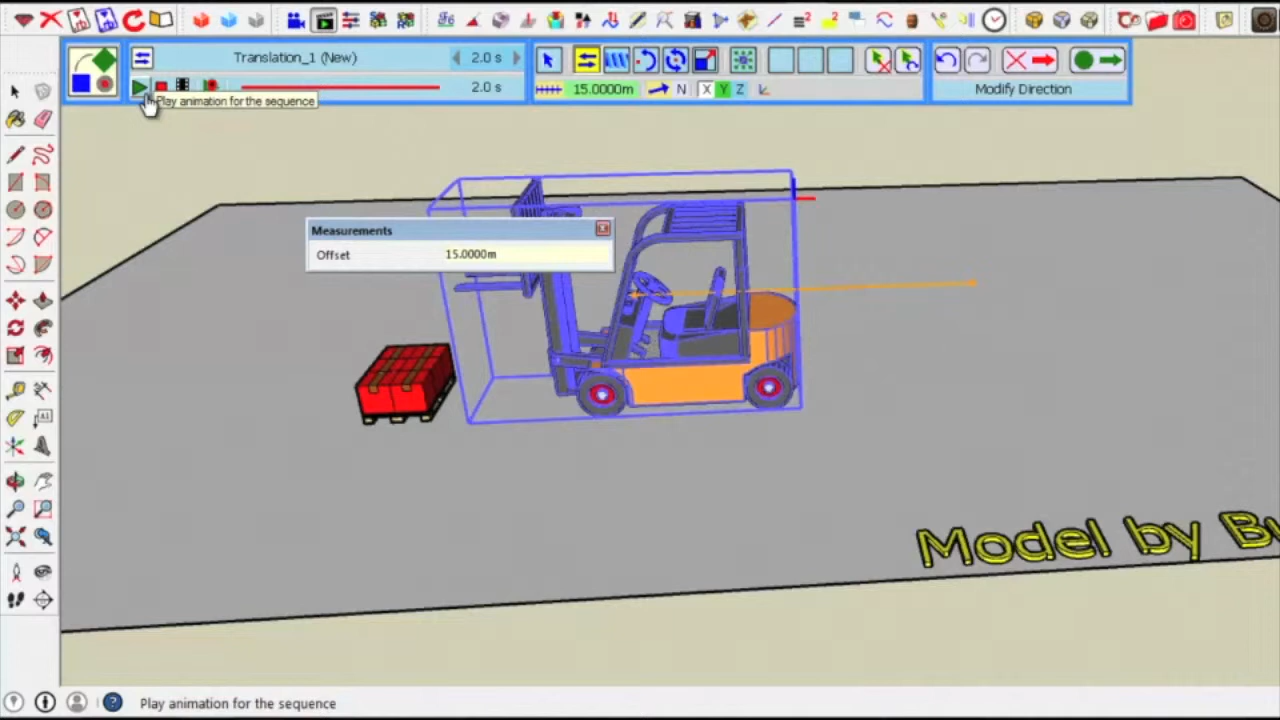 Translation_1 (New)
2.0 s
2.0 s
Play animation for the sequence
15.0000m
N
X Y Z
Modify Direction
Measurements
Offset 15.0000m
Model by Bu
Play animation for the sequence